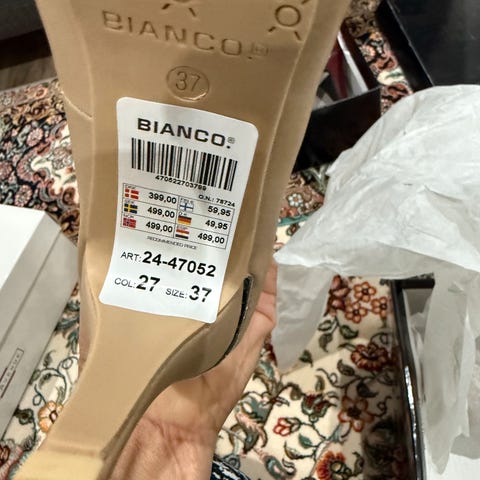 BIANCO.®
37
BIANCO.®
470522703799
O.N.: 78724
399,00 59,95
499,00 49,95
499,00 499,00
RECOMMENDED PRICE
ART: 24-47052
COL: 27 SIZE: 37